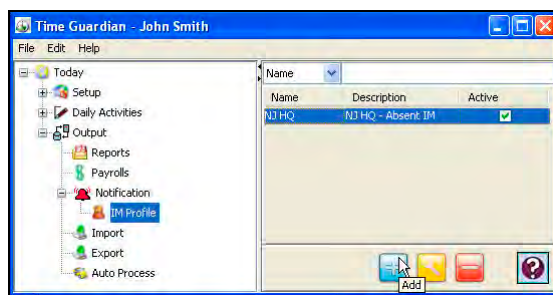 Time Guardian - John Smith
File Edit Help
Today
Setup
Daily Activities
Output
Reports
Payrolls
Notification
IM Profile
Import
Export
Auto Process
Name
Name Description Active
NJ HQ NJ HQ - Absent IM
Add